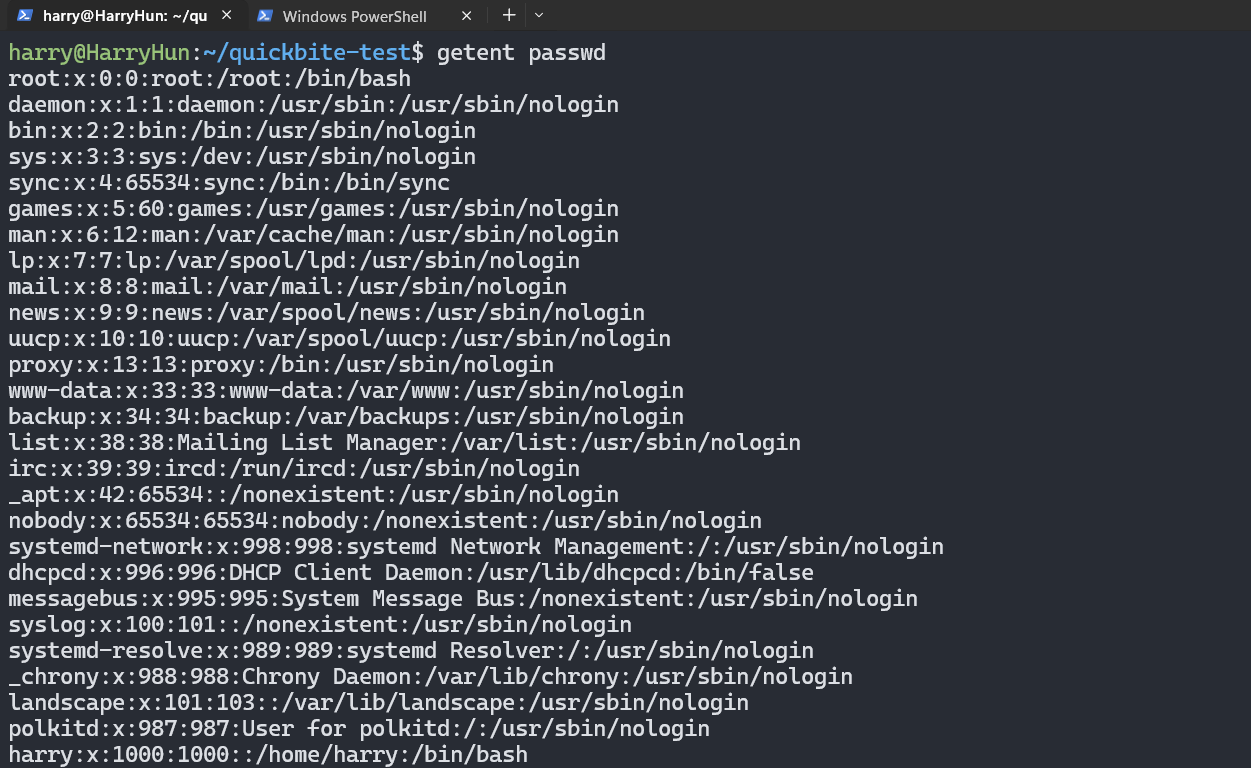 harry@HarryHun: ~/qu
Windows PowerShell
harry@HarryHun:~/quickbite-test$ getent passwd
root:x:0:0:root:/root:/bin/bash
daemon:x:1:1:daemon:/usr/sbin:/usr/sbin/nologin
bin:x:2:2:bin:/bin:/usr/sbin/nologin
sys:x:3:3:sys:/dev:/usr/sbin/nologin
sync:x:4:65534:sync:/bin:/bin/sync
games:x:5:60:games:/usr/games:/usr/sbin/nologin
man:x:6:12:man:/var/cache/man:/usr/sbin/nologin
lp:x:7:7:lp:/var/spool/lpd:/usr/sbin/nologin
mail:x:8:8:mail:/var/mail:/usr/sbin/nologin
news:x:9:9:news:/var/spool/news:/usr/sbin/nologin
uucp:x:10:10:uucp:/var/spool/uucp:/usr/sbin/nologin
proxy:x:13:13:proxy:/bin:/usr/sbin/nologin
www-data:x:33:33:www-data:/var/www:/usr/sbin/nologin
backup:x:34:34:backup:/var/backups:/usr/sbin/nologin
list:x:38:38:Mailing List Manager:/var/list:/usr/sbin/nologin
irc:x:39:39:ircd:/run/ircd:/usr/sbin/nologin
_apt:x:42:65534::/nonexistent:/usr/sbin/nologin
nobody:x:65534:65534:nobody:/nonexistent:/usr/sbin/nologin
systemd-network:x:998:998:systemd Network Management:/:/usr/sbin/nologin
dhcpcd:x:996:996:DHCP Client Daemon:/usr/lib/dhcpcd:/bin/false
messagebus:x:995:995:System Message Bus:/nonexistent:/usr/sbin/nologin
syslog:x:100:101::/nonexistent:/usr/sbin/nologin
systemd-resolve:x:989:989:systemd Resolver:/:/usr/sbin/nologin
_chrony:x:988:988:Chrony Daemon:/var/lib/chrony:/usr/sbin/nologin
landscape:x:101:103::/var/lib/landscape:/usr/sbin/nologin
polkitd:x:987:987:User for polkitd:/:/usr/sbin/nologin
harry:x:1000:1000::/home/harry:/bin/bash